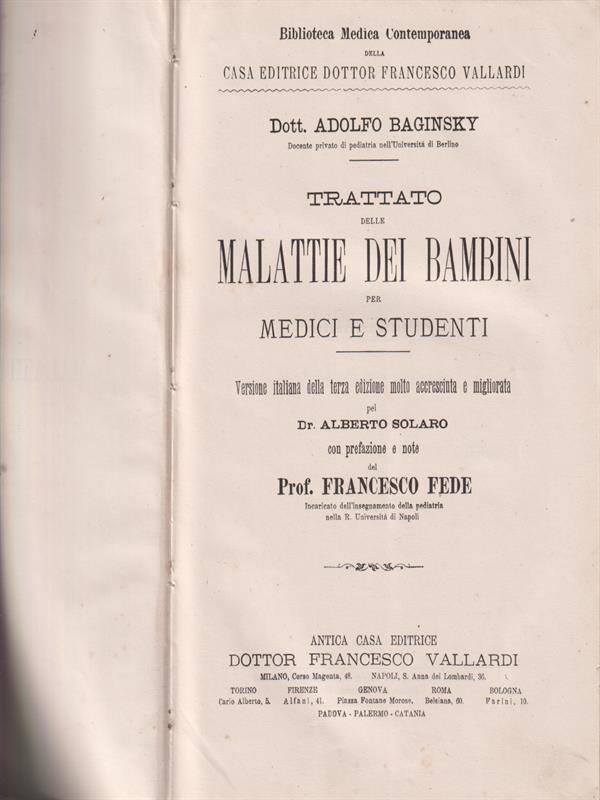 Biblioteca Medica Contemporanea
DELLA
CASA EDITRICE DOTTOR FRANCESCO VALLARDI
Dott. ADOLFO BAGINSKY
Docente privato di pediatria nell'Università di Berlino
TRATTATO
DELLE
MALATTIE DEI BAMBINI
PER
MEDICI E STUDENTI
Versione italiana della terza edizione molto accresciuta e migliorata
pel
Dr. ALBERTO SOLARO
con prefazione e note
del
Prof. FRANCESCO FEDE
Incaricato dell'insegnamento della pediatria
nella R. Università di Napoli
ANTICA CASA EDITRICE
DOTTOR FRANCESCO VALLARDI
MILANO, Corso Magenta, 48. NAPOLI, S. Anna dei Lombardi, 36.
TORINO FIRENZE GENOVA ROMA BOLOGNA
Carlo Alberto, 5. Alfani, 41. Piazza Fontane Morose, Belsiana, 60. Farini, 10.
PADOVA - PALERMO - CATANIA